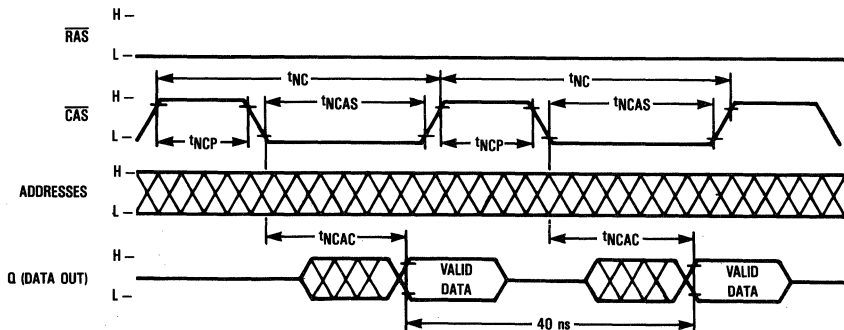 H–
RAS
L–
tNC tNC
H–
CAS
L–
tNCAS tNCAS
tNCP tNCP
H–
ADDRESSES
L–
tNCAC tNCAC
H–
Q (DATA OUT)
L–
VALID DATA
VALID DATA
40 ns